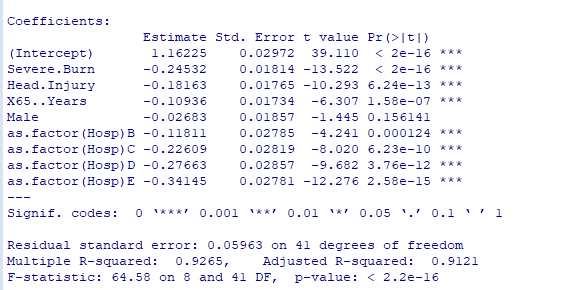 Coefficients:
Estimate Std. Error t value Pr(>|t|)
(Intercept) 1.16225 0.02972 39.110 < 2e-16 ***
Severe.Burn -0.24532 0.01814 -13.522 < 2e-16 ***
Head.Injury -0.18163 0.01765 -10.293 6.24e-13 ***
X65..Years -0.10936 0.01734 -6.307 1.58e-07 ***
Male -0.02683 0.01857 -1.445 0.156141
as.factor(Hosp)B -0.11811 0.02785 -4.241 0.000124 ***
as.factor(Hosp)C -0.22609 0.02819 -8.020 6.23e-10 ***
as.factor(Hosp)D -0.27663 0.02857 -9.682 3.76e-12 ***
as.factor(Hosp)E -0.34145 0.02781 -12.276 2.58e-15 ***
---
Signif. codes: 0 ‘***’ 0.001 ‘**’ 0.01 ‘*’ 0.05 ‘.’ 0.1 ‘ ’ 1
Residual standard error: 0.05963 on 41 degrees of freedom
Multiple R-squared: 0.9265, Adjusted R-squared: 0.9121
F-statistic: 64.58 on 8 and 41 DF, p-value: < 2.2e-16